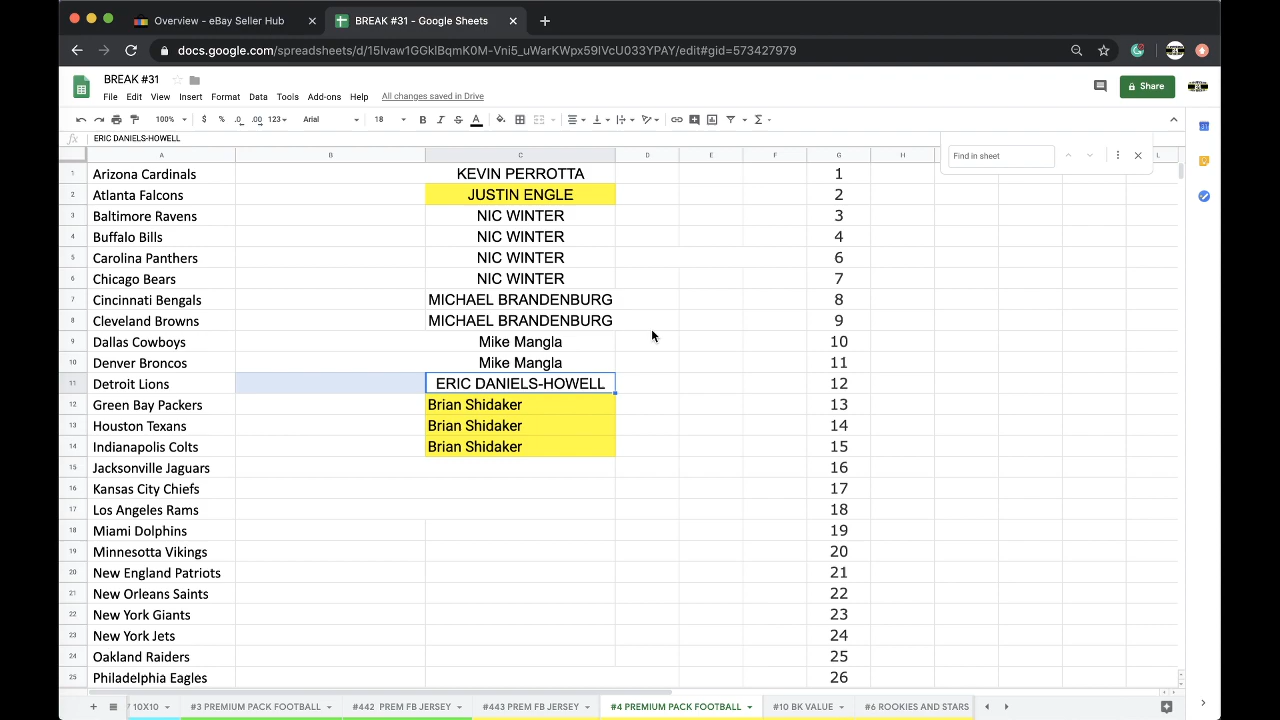 Overview - eBay Seller Hub
BREAK #31 - Google Sheets
docs.google.com/spreadsheets/d/15Ivaw1GGklBqmK0M-Vni5_uWarKWpx59IVcU033YPAY/edit#gid=573427979
BREAK #31
File Edit View Insert Format Data Tools Add-ons Help All changes saved in Drive
Share
100% $ % .0 .00 123 Arial 18 B I S A
fx ERIC DANIELS-HOWELL
Find in sheet
A B C D E F G H L
1 Arizona Cardinals KEVIN PERROTTA 1
2 Atlanta Falcons JUSTIN ENGLE 2
3 Baltimore Ravens NIC WINTER 3
4 Buffalo Bills NIC WINTER 4
5 Carolina Panthers NIC WINTER 6
6 Chicago Bears NIC WINTER 7
7 Cincinnati Bengals MICHAEL BRANDENBURG 8
8 Cleveland Browns MICHAEL BRANDENBURG 9
9 Dallas Cowboys Mike Mangla 10
10 Denver Broncos Mike Mangla 11
11 Detroit Lions ERIC DANIELS-HOWELL 12
12 Green Bay Packers Brian Shidaker 13
13 Houston Texans Brian Shidaker 14
14 Indianapolis Colts Brian Shidaker 15
15 Jacksonville Jaguars 16
16 Kansas City Chiefs 17
17 Los Angeles Rams 18
18 Miami Dolphins 19
19 Minnesotta Vikings 20
20 New England Patriots 21
21 New Orleans Saints 22
22 New York Giants 23
23 New York Jets 24
24 Oakland Raiders 25
25 Philadelphia Eagles 26
10X10 #3 PREMIUM PACK FOOTBALL #442 PREM FB JERSEY #443 PREM FB JERSEY #4 PREMIUM PACK FOOTBALL #10 BK VALUE #6 ROOKIES AND STARS